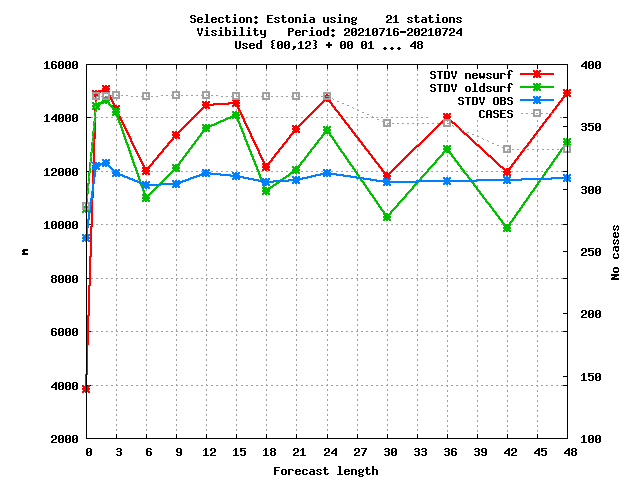 Selection: Estonia using    21 stations
Visibility   Period: 20210716-20210724
Used {00,12} + 00 01 ... 48
16000
14000
12000
10000
8000
6000
4000
2000
400
350
300
250
200
150
100
STDV newsurf
STDV oldsurf
STDV OBS
CASES
m
No cases
0 3 6 9 12 15 18 21 24 27 30 33 36 39 42 45 48
Forecast length